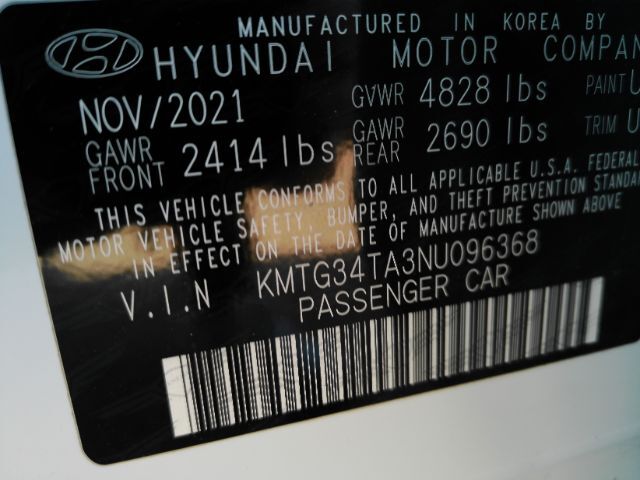 MANUFACTURED IN KOREA BY
HYUNDAI MOTOR
NOV/2021 GVWR 4828 lbs PAINT
GAWR FRONT 2414 lbs GAWR REAR 2690 lbs TRIM
THIS VEHICLE CONFORMS TO ALL APPLICABLE U.S.A. FEDERAL
MOTOR VEHICLE SAFETY, BUMPER, AND THEFT PREVENTION
IN EFFECT ON THE DATE OF MANUFACTURE SHOWN ABOVE
V.I.N KMTG34TA3NU096368
PASSENGER CAR